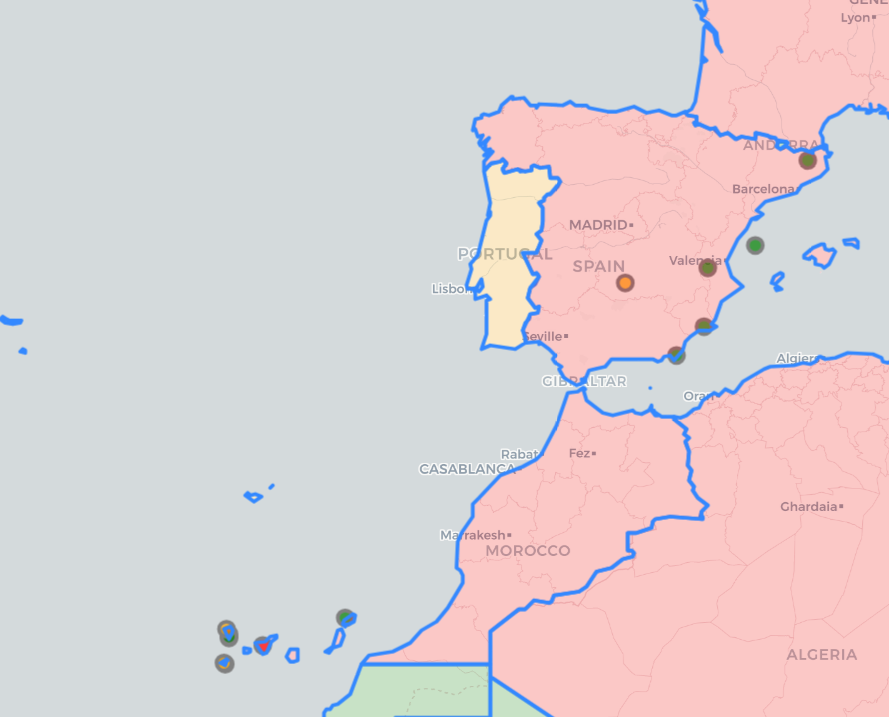 Lyon
ANDORRA
Barcelona
MADRID
PORTUGAL
Valencia
SPAIN
Lisbon
Seville
Algiers
GIBRALTAR
Oran
Rabat
Fez
CASABLANCA
Ghardaia
Marrakesh
MOROCCO
ALGERIA